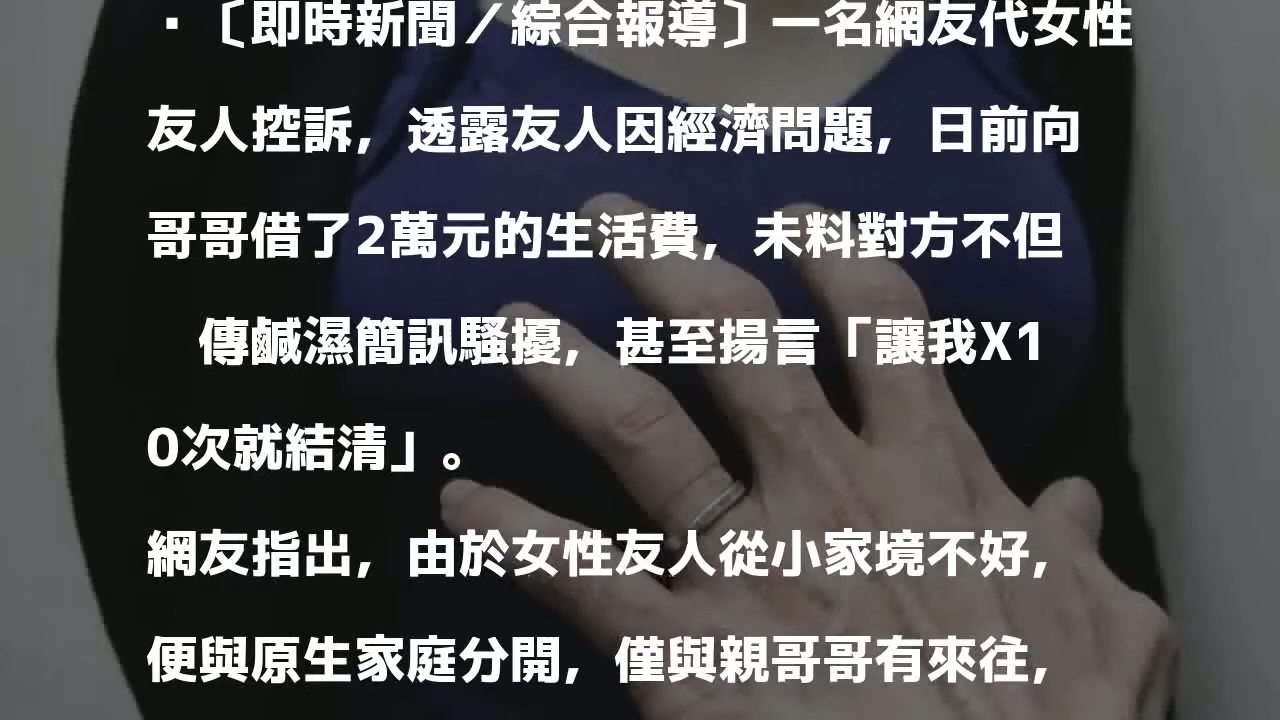 ·〔即時新聞／綜合報導〕一名網友代女性
友人控訴，透露友人因經濟問題，日前向
哥哥借了2萬元的生活費，未料對方不但
傳鹹濕簡訊騷擾，甚至揚言「讓我X1
0次就結清」。
網友指出，由於女性友人從小家境不好，
便與原生家庭分開，僅與親哥哥有來往，